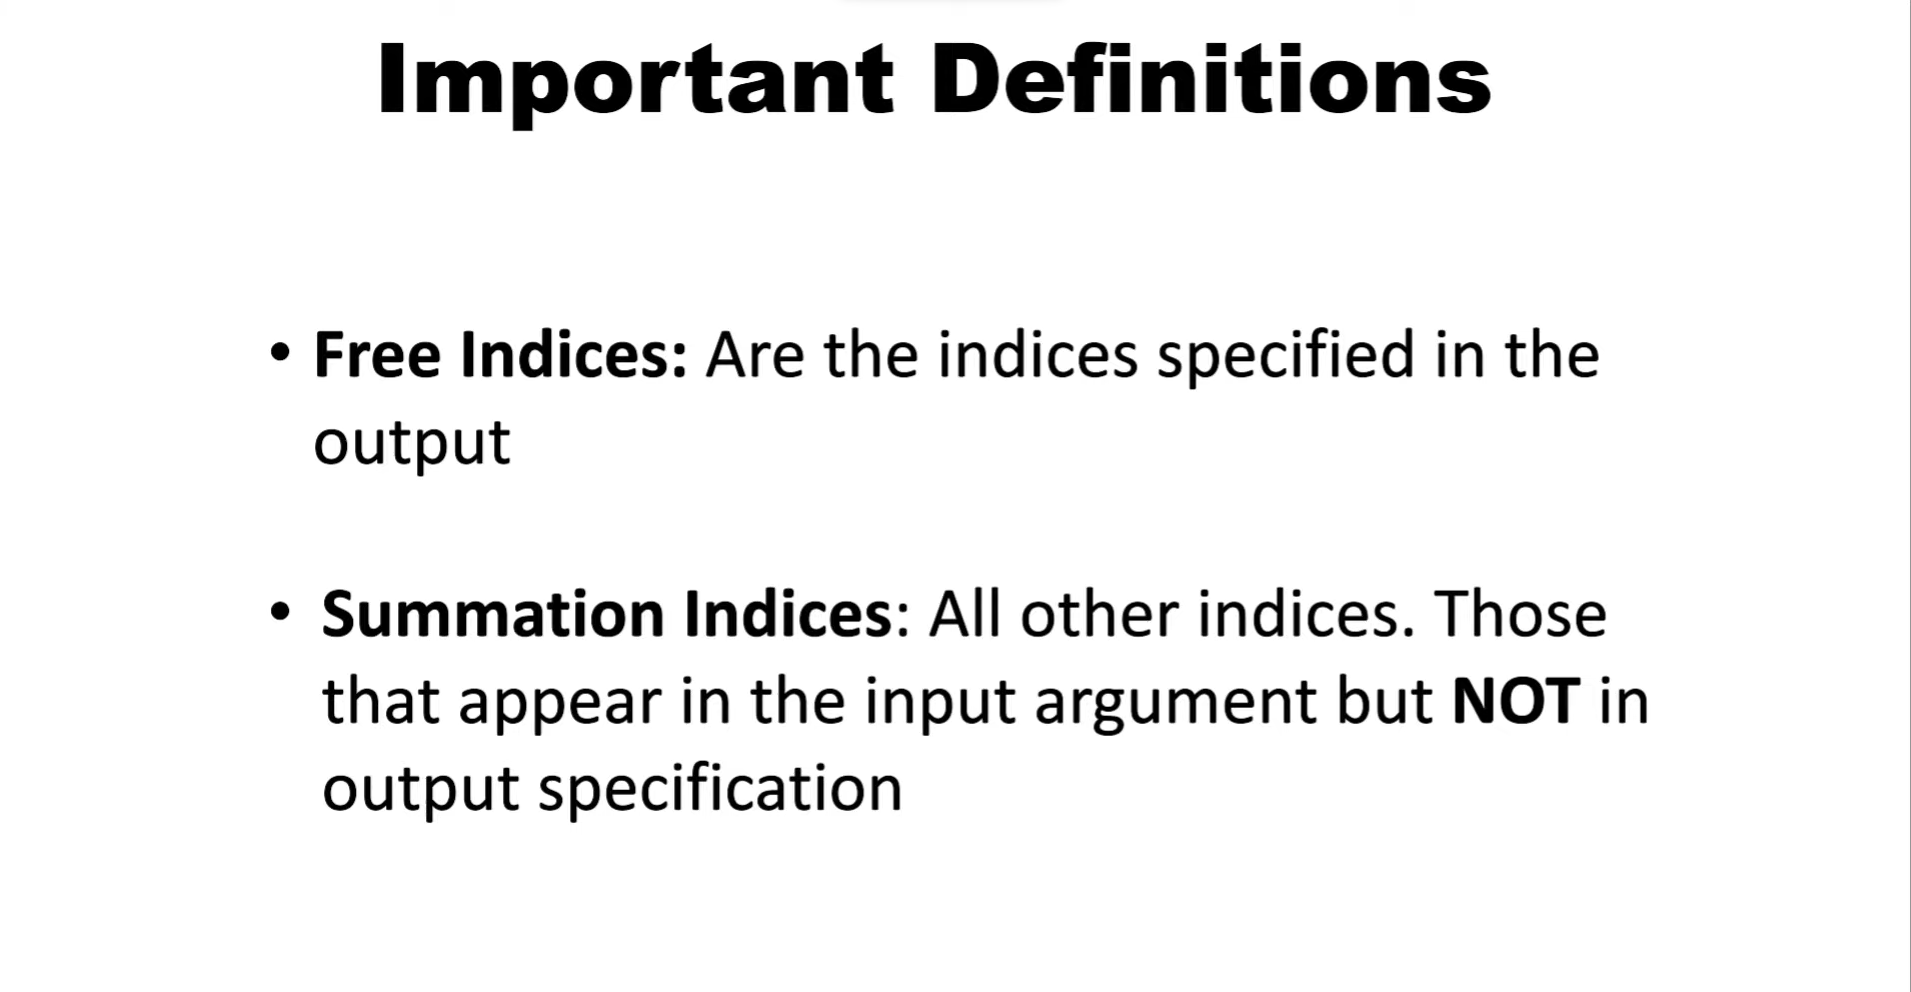 Important Definitions
• Free Indices: Are the indices specified in the
output
• Summation Indices: All other indices. Those
that appear in the input argument but NOT in
output specification